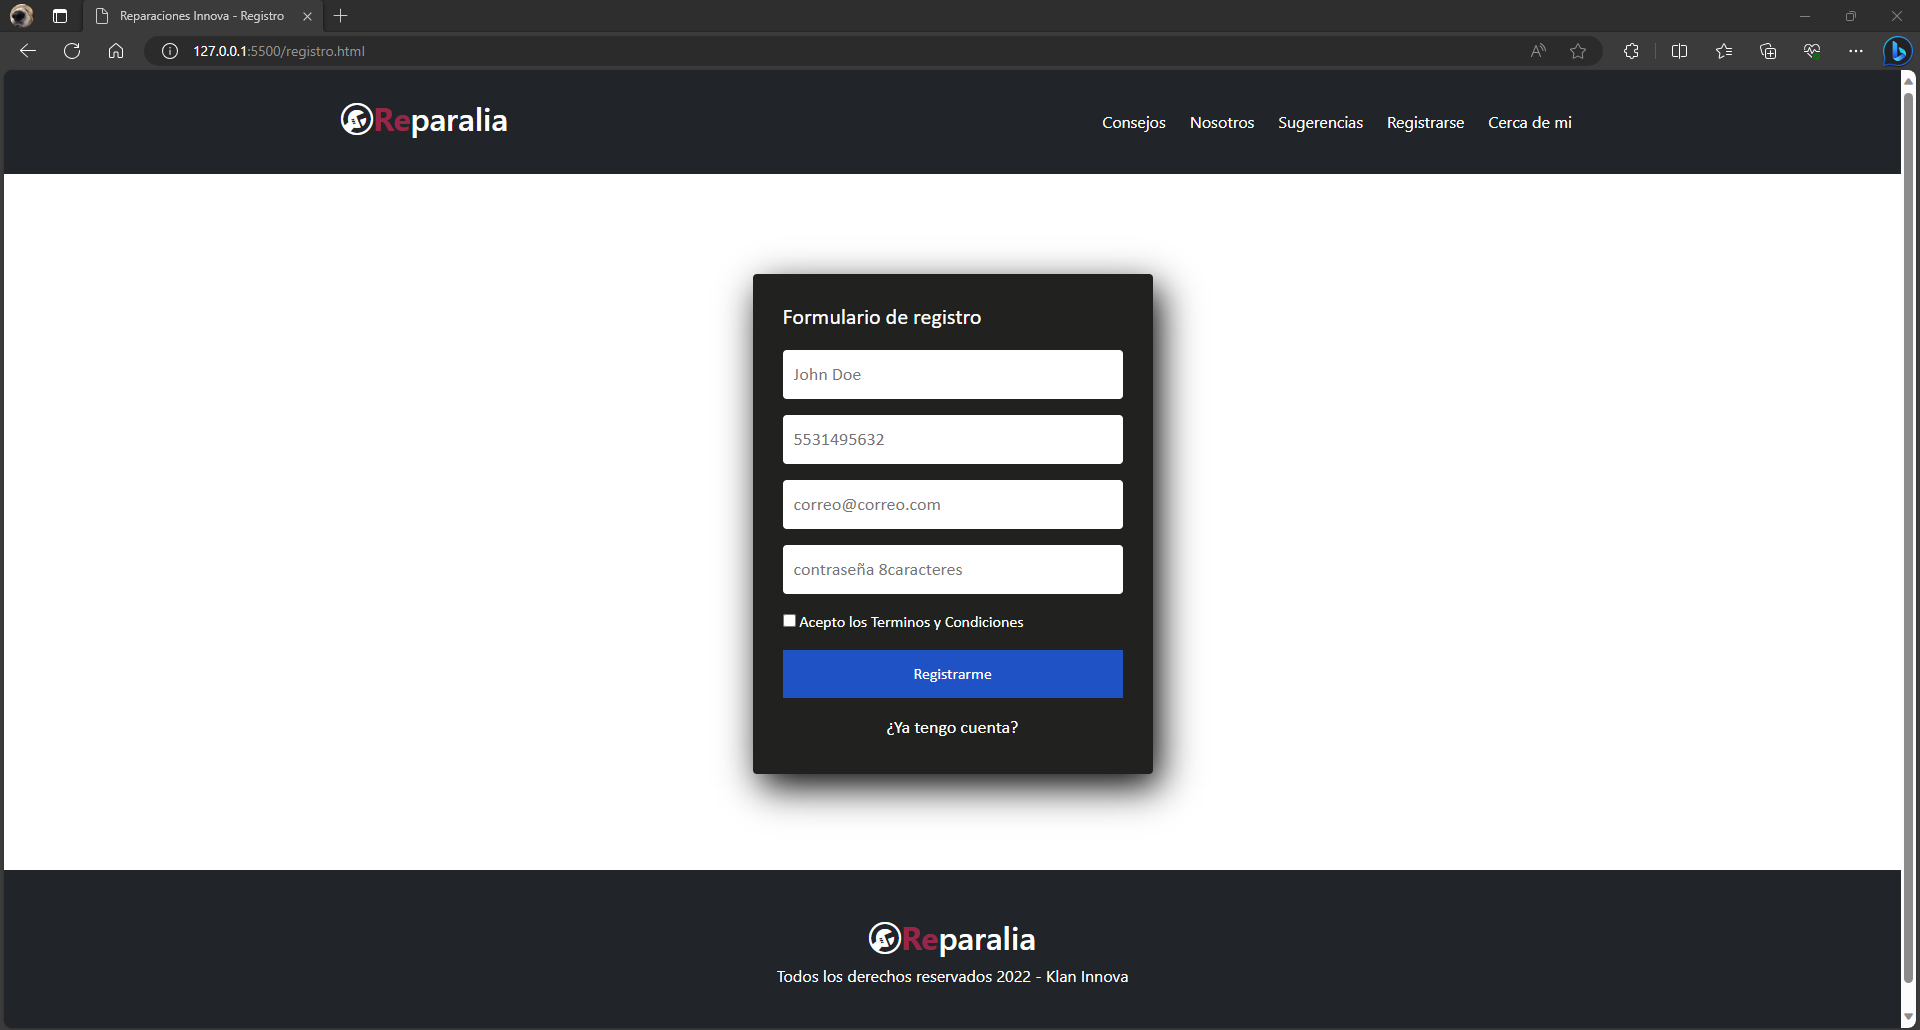 Reparaciones Innova - Registro
127.0.0.1:5500/registro.html
Reparalia
Consejos Nosotros Sugerencias Registrarse Cerca de mi
Formulario de registro
John Doe
5531495632
correo@correo.com
contraseña 8caracteres
Acepto los Terminos y Condiciones
Registrarme
¿Ya tengo cuenta?
Reparalia
Todos los derechos reservados 2022 - Klan Innova